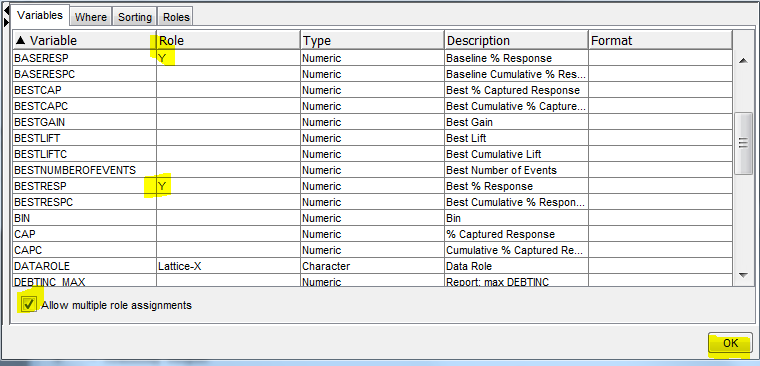 Variables Where Sorting Roles
▲ Variable Role Type Description Format
BASERESP Y Numeric Baseline % Response
BASERESPC Numeric Baseline Cumulative % Res...
BESTCAP Numeric Best % Captured Response
BESTCAPC Numeric Best Cumulative % Capture...
BESTGAIN Numeric Best Gain
BESTLIFT Numeric Best Lift
BESTLIFTC Numeric Best Cumulative Lift
BESTNUMBEROFEVENTS Numeric Best Number of Events
BESTRESP Y Numeric Best % Response
BESTRESPC Numeric Best Cumulative % Respon...
BIN Numeric Bin
CAP Numeric % Captured Response
CAPC Numeric Cumulative % Captured Re...
DATAROLE Lattice-X Character Data Role
DEBTINC_MAX Numeric Report: max DEBTINC
Allow multiple role assignments
OK